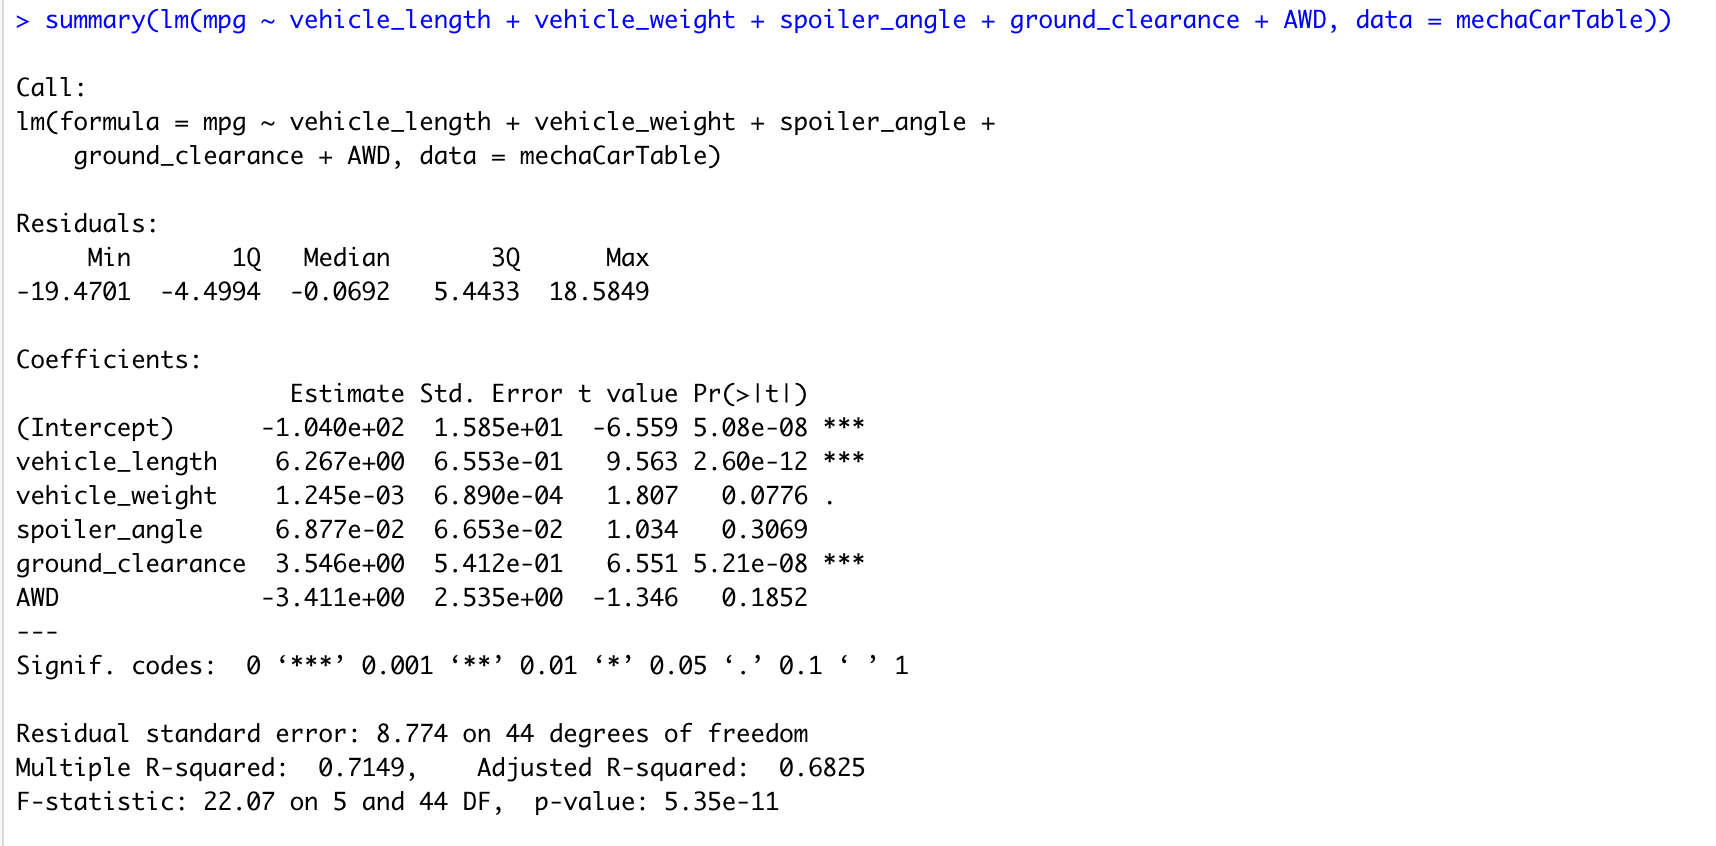 > summary(lm(mpg ~ vehicle_length + vehicle_weight + spoiler_angle + ground_clearance + AWD, data = mechaCarTable))

Call:
lm(formula = mpg ~ vehicle_length + vehicle_weight + spoiler_angle +
    ground_clearance + AWD, data = mechaCarTable)

Residuals:
     Min       1Q   Median       3Q      Max
-19.4701  -4.4994  -0.0692   5.4433  18.5849

Coefficients:
                   Estimate Std. Error t value Pr(>|t|)
(Intercept)      -1.040e+02  1.585e+01  -6.559 5.08e-08 ***
vehicle_length    6.267e+00  6.553e-01   9.563 2.60e-12 ***
vehicle_weight    1.245e-03  6.890e-04   1.807   0.0776 .
spoiler_angle     6.877e-02  6.653e-02   1.034   0.3069
ground_clearance  3.546e+00  5.412e-01   6.551 5.21e-08 ***
AWD              -3.411e+00  2.535e+00  -1.346   0.1852
---
Signif. codes:  0 ‘***’ 0.001 ‘**’ 0.01 ‘*’ 0.05 ‘.’ 0.1 ‘ ’ 1

Residual standard error: 8.774 on 44 degrees of freedom
Multiple R-squared:  0.7149,    Adjusted R-squared:  0.6825
F-statistic: 22.07 on 5 and 44 DF,  p-value: 5.35e-11